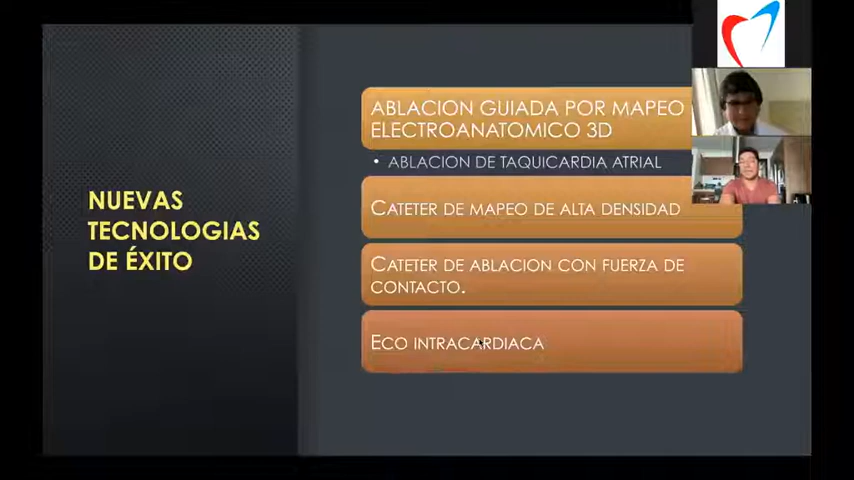 NUEVAS
TECNOLOGIAS
DE ÉXITO
ABLACION GUIADA POR MAPEO
ELECTROANATOMICO 3D
• ABLACION DE TAQUICARDIA ATRIAL
CATETER DE MAPEO DE ALTA DENSIDAD
CATETER DE ABLACION CON FUERZA DE
CONTACTO.
ECO INTRACARDIACA